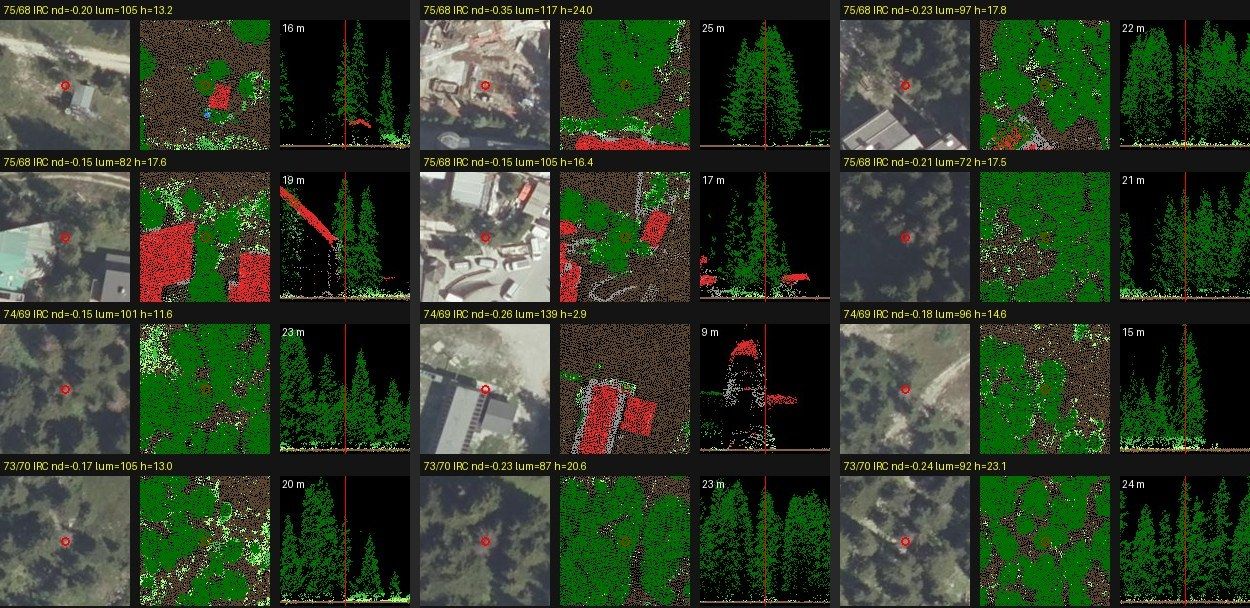 75/68 IRC nd=-0.20 lum=105 h=13.2
16 m
75/68 IRC nd=-0.35 lum=117 h=24.0
25 m
75/68 IRC nd=-0.23 lum=97 h=17.8
22 m
75/68 IRC nd=-0.15 lum=82 h=17.6
19 m
75/68 IRC nd=-0.15 lum=105 h=16.4
17 m
75/68 IRC nd=-0.21 lum=72 h=17.5
21 m
74/69 IRC nd=-0.15 lum=101 h=11.6
23 m
74/69 IRC nd=-0.26 lum=139 h=2.9
9 m
74/69 IRC nd=-0.18 lum=96 h=14.6
15 m
73/70 IRC nd=-0.17 lum=105 h=13.0
20 m
73/70 IRC nd=-0.23 lum=87 h=20.6
23 m
73/70 IRC nd=-0.24 lum=92 h=23.1
24 m